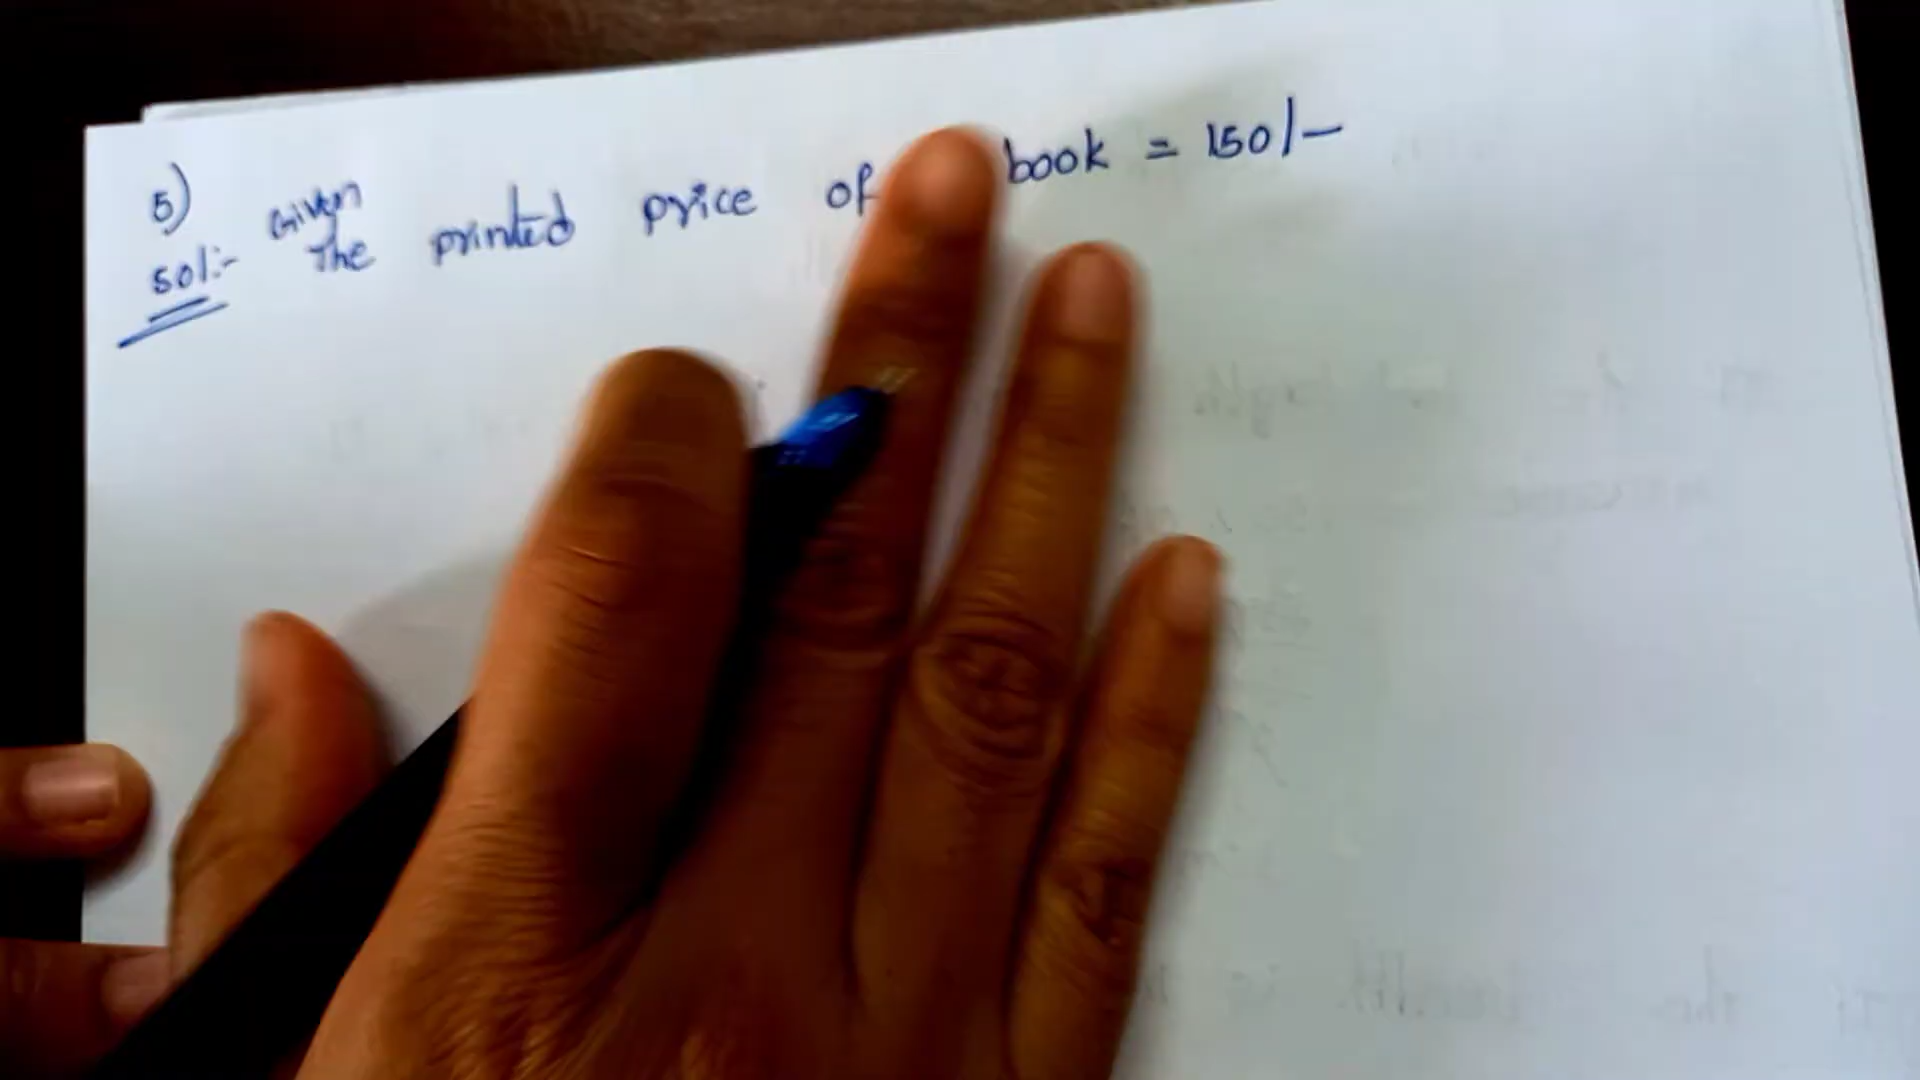 5)
sol:- Given
The printed price of book = 150/-